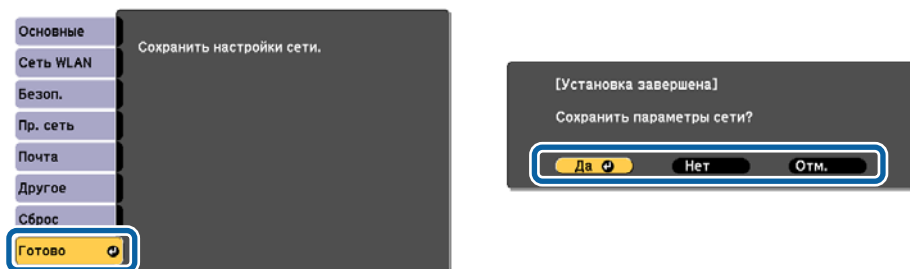 Основные
Сеть WLAN
Безоп.
Пр. сеть
Почта
Другое
Сброс
Готово
Сохранить настройки сети.
[Установка завершена]
Сохранить параметры сети?
Да Нет Отм.